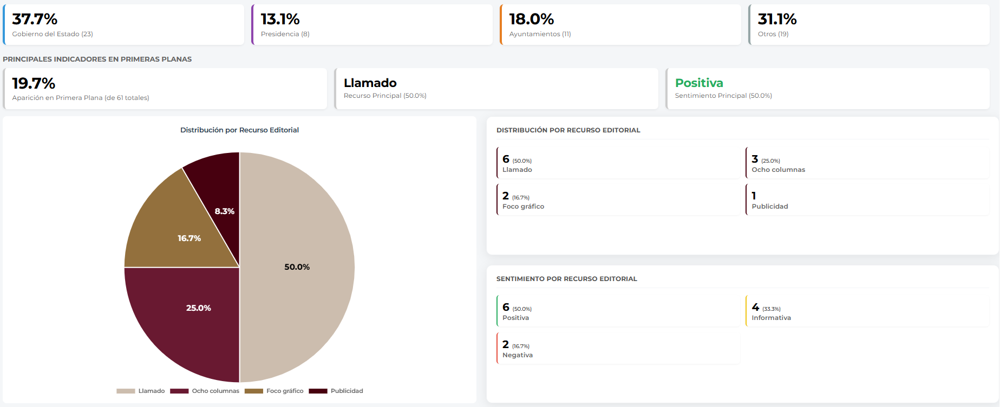 37.7%
Gobierno del Estado (23)
13.1%
Presidencia (8)
18.0%
Ayuntamientos (11)
31.1%
Otros (19)
PRINCIPALES INDICADORES EN PRIMERAS PLANAS
19.7%
Aparición en Primera Plana (de 61 totales)
Llamado
Recurso Principal (50.0%)
Positiva
Sentimiento Principal (50.0%)
Distribución por Recurso Editorial
8.3%
16.7%
50.0%
25.0%
Llamado Ocho columnas Foco gráfico Publicidad
DISTRIBUCIÓN POR RECURSO EDITORIAL
6 (50.0%)
Llamado
3 (25.0%)
Ocho columnas
2 (16.7%)
Foco gráfico
1
Publicidad
SENTIMIENTO POR RECURSO EDITORIAL
6 (50.0%)
Positiva
4 (33.3%)
Informativa
2 (16.7%)
Negativa